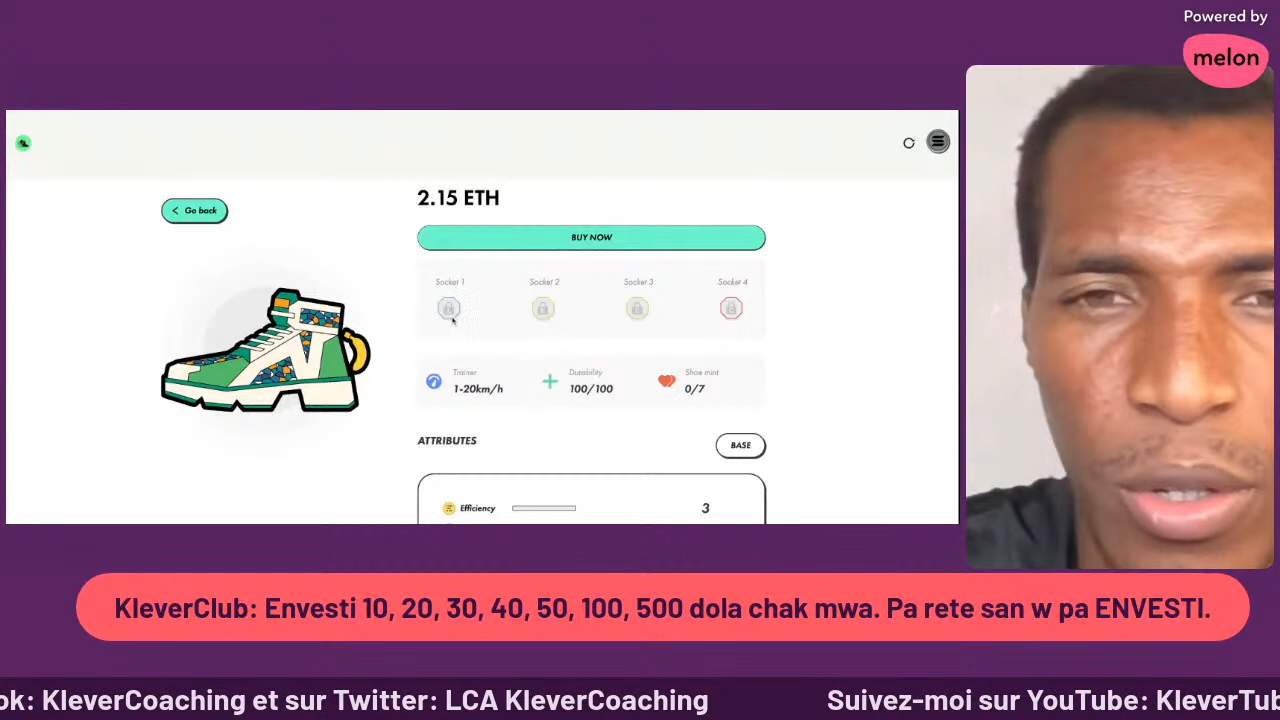 Powered by
melon
2.15 ETH
Go back
BUY NOW
Socket 1
Socket 2
Socket 3
Socket 4
Trainer
1-20km/h
Durability
100/100
Shoe mint
0/7
ATTRIBUTES
BASE
Efficiency
3
KleverClub: Envesti 10, 20, 30, 40, 50, 100, 500 dola chak mwa. Pa rete san w pa ENVESTI.
ok: KleverCoaching et sur Twitter: LCA KleverCoaching
Suivez-moi sur YouTube: KleverTub